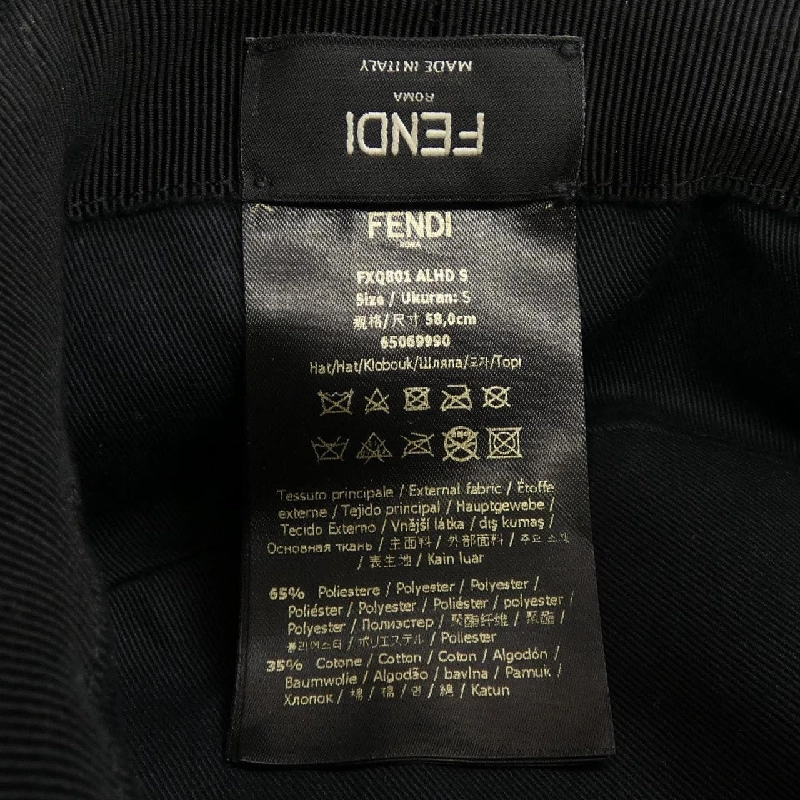 FENDI
ROMA
MADE IN ITALY
FENDI
ROMA
FXQ801 ALHD S
Size / Ukuran: S
規格/尺寸 58,0cm
65069990
Hat/Hat/Klobouk/Шляпа/모자/Topi
Tessuto principale / External fabric / Étoffe
externe / Tejido principal / Hauptgewebe /
Tecido Externo / Vnější látka / dış kumaş /
Основная ткань / 主面料 / 外部面料 / 주요 소재
/ 表生地 / Kain luar
65% Poliestere / Polyester / Polyester /
Poliéster / Polyester / Poliéster / polyester /
Polyester / Полиэстер / 聚酯纤维 / 聚酯 /
폴리에스터 / ポリエステル / Poliester
35% Cotone / Cotton / Coton / Algodón /
Baumwolle / Algodão / bavlna / Pamuk /
Хлопок / 棉 / 棉 / 면 / 綿 / Katun